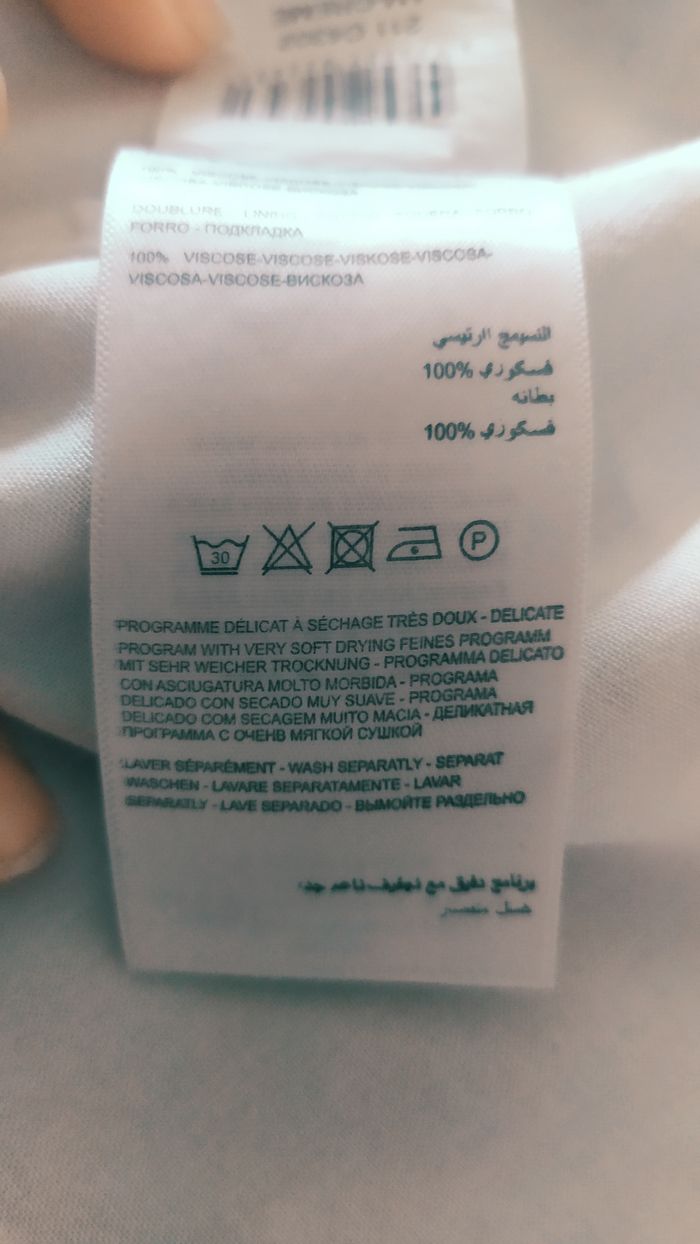 DOUBLURE
FORRO - ПОДКЛАДКА
100% VISCOSE-VISCOSE-VISKOSE-VISCOSA-
VISCOSA-VISCOSE-ВИСКОЗА
فسكوزي 100%
بطانه
فسكوزي 100%
30
P
PROGRAMME DÉLICAT À SÉCHAGE TRÈS DOUX - DELICATE
PROGRAM WITH VERY SOFT DRYING FEINES PROGRAMM
MIT SEHR WEICHER TROCKNUNG - PROGRAMMA DELICATO
CON ASCIUGATURA MOLTO MORBIDA - PROGRAMA
DELICADO CON SECADO MUY SUAVE - PROGRAMA
DELICADO COM SECAGEM MUITO MACIA - ДЕЛИКАТНАЯ
ПРОГРАММА С ОЧЕНВ МЯГКОЙ СУШКОЙ
LAVER SÉPARÉMENT - WASH SEPARATLY - SEPARAT
WASCHEN - LAVARE SEPARATAMENTE - LAVAR
SEPARATLY - LAVE SEPARADO - ВЫМОЙТЕ РАЗДЕЛЬНО
برنامج دقيق مع تجفيف ناعم جدا